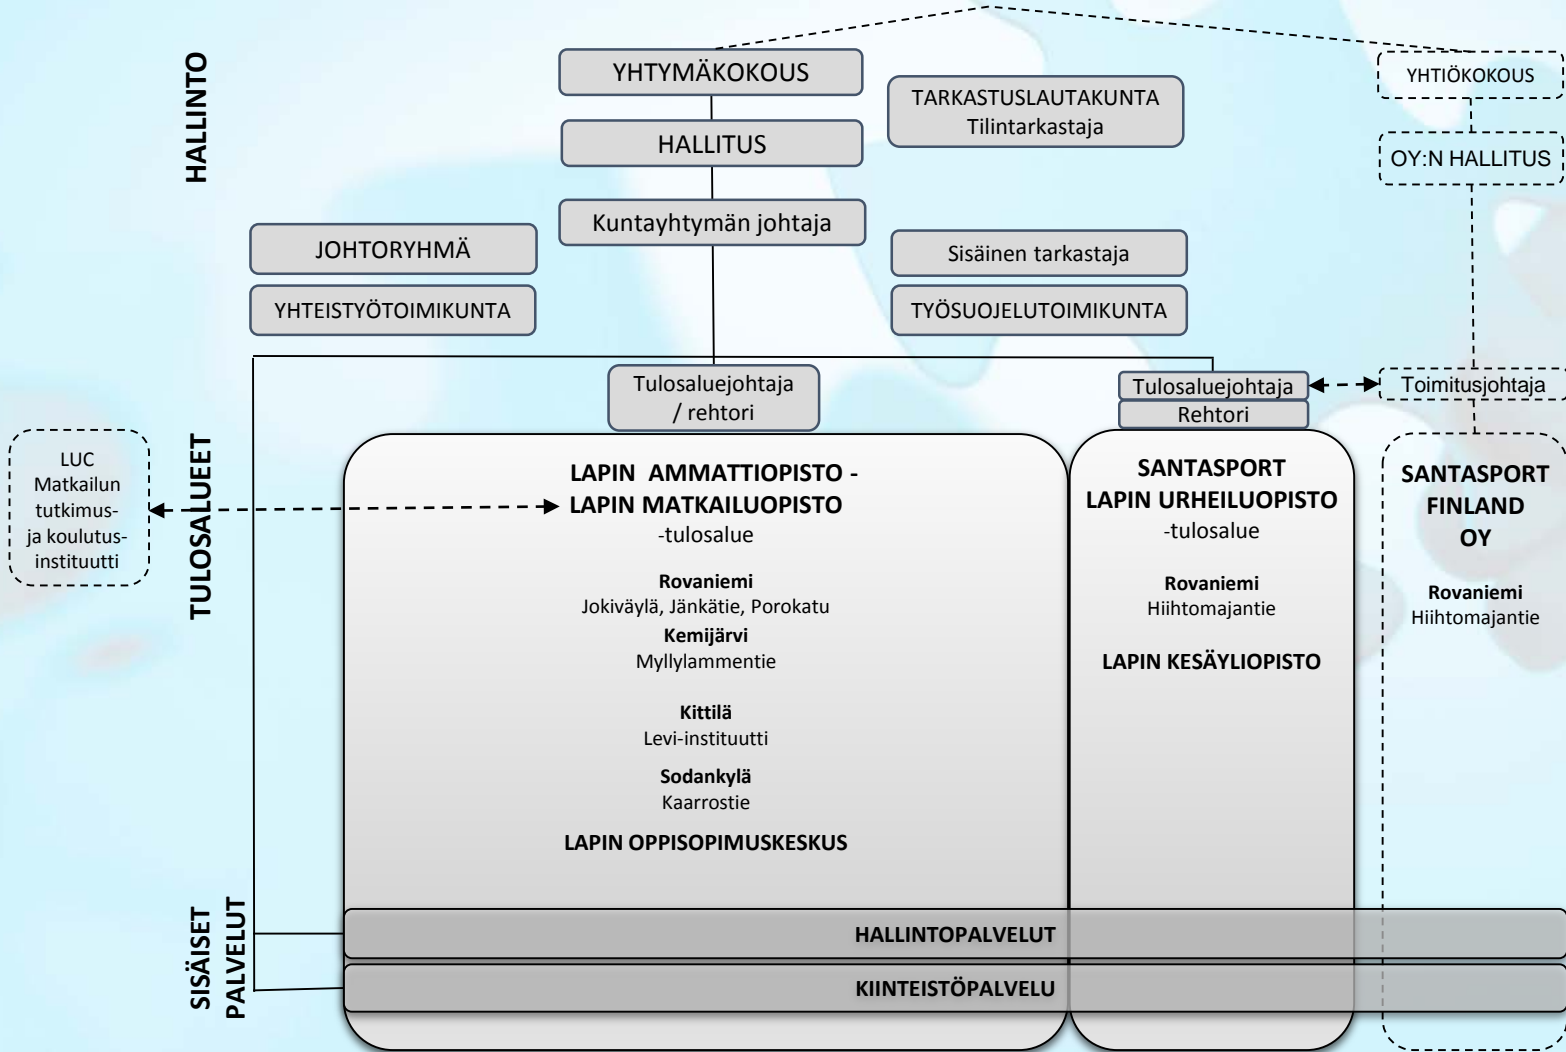 HALLINTO
YHTYMÄKOKOUS
HALLITUS
Kuntayhtymän johtaja
TARKASTUSLAUTAKUNTA
Tilintarkastaja
YHTIÖKOKOUS
OY:N HALLITUS
JOHTORYHMÄ
YHTEISTYÖTOIMIKUNTA
Sisäinen tarkastaja
TYÖSUOJELUTOIMIKUNTA
Tulosaluejohtaja
/ rehtori
Tulosaluejohtaja
Rehtori
Toimitusjohtaja
TULOSALUEET
LUC
Matkailun
tutkimus-
ja koulutus-
instituutti
LAPIN AMMATTIOPISTO -
LAPIN MATKAILUOPISTO
-tulosalue
Rovaniemi
Jokiväylä, Jänkätie, Porokatu
Kemijärvi
Myllylammentie
Kittilä
Levi-instituutti
Sodankylä
Kaarrostie
LAPIN OPPISOPIMUSKESKUS
SANTASPORT
LAPIN URHEILUOPISTO
-tulosalue
Rovaniemi
Hiihtomajantie
LAPIN KESÄYLIOPISTO
SANTASPORT
FINLAND
OY
Rovaniemi
Hiihtomajantie
SISÄISET
PALVELUT
HALLINTOPALVELUT
KIINTEISTÖPALVELU